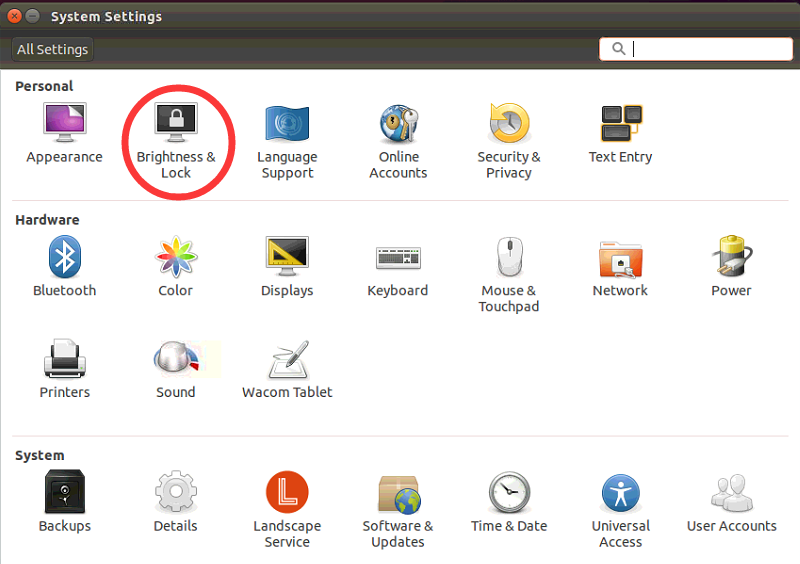 System Settings
All Settings
Personal
Appearance
Brightness &
Lock
Language
Support
Online
Accounts
Security &
Privacy
Text Entry
Hardware
Bluetooth
Color
Displays
Keyboard
Mouse &
Touchpad
Network
Power
Printers
Sound
Wacom Tablet
System
Backups
Details
Landscape
Service
Software &
Updates
Time & Date
Universal
Access
User Accounts